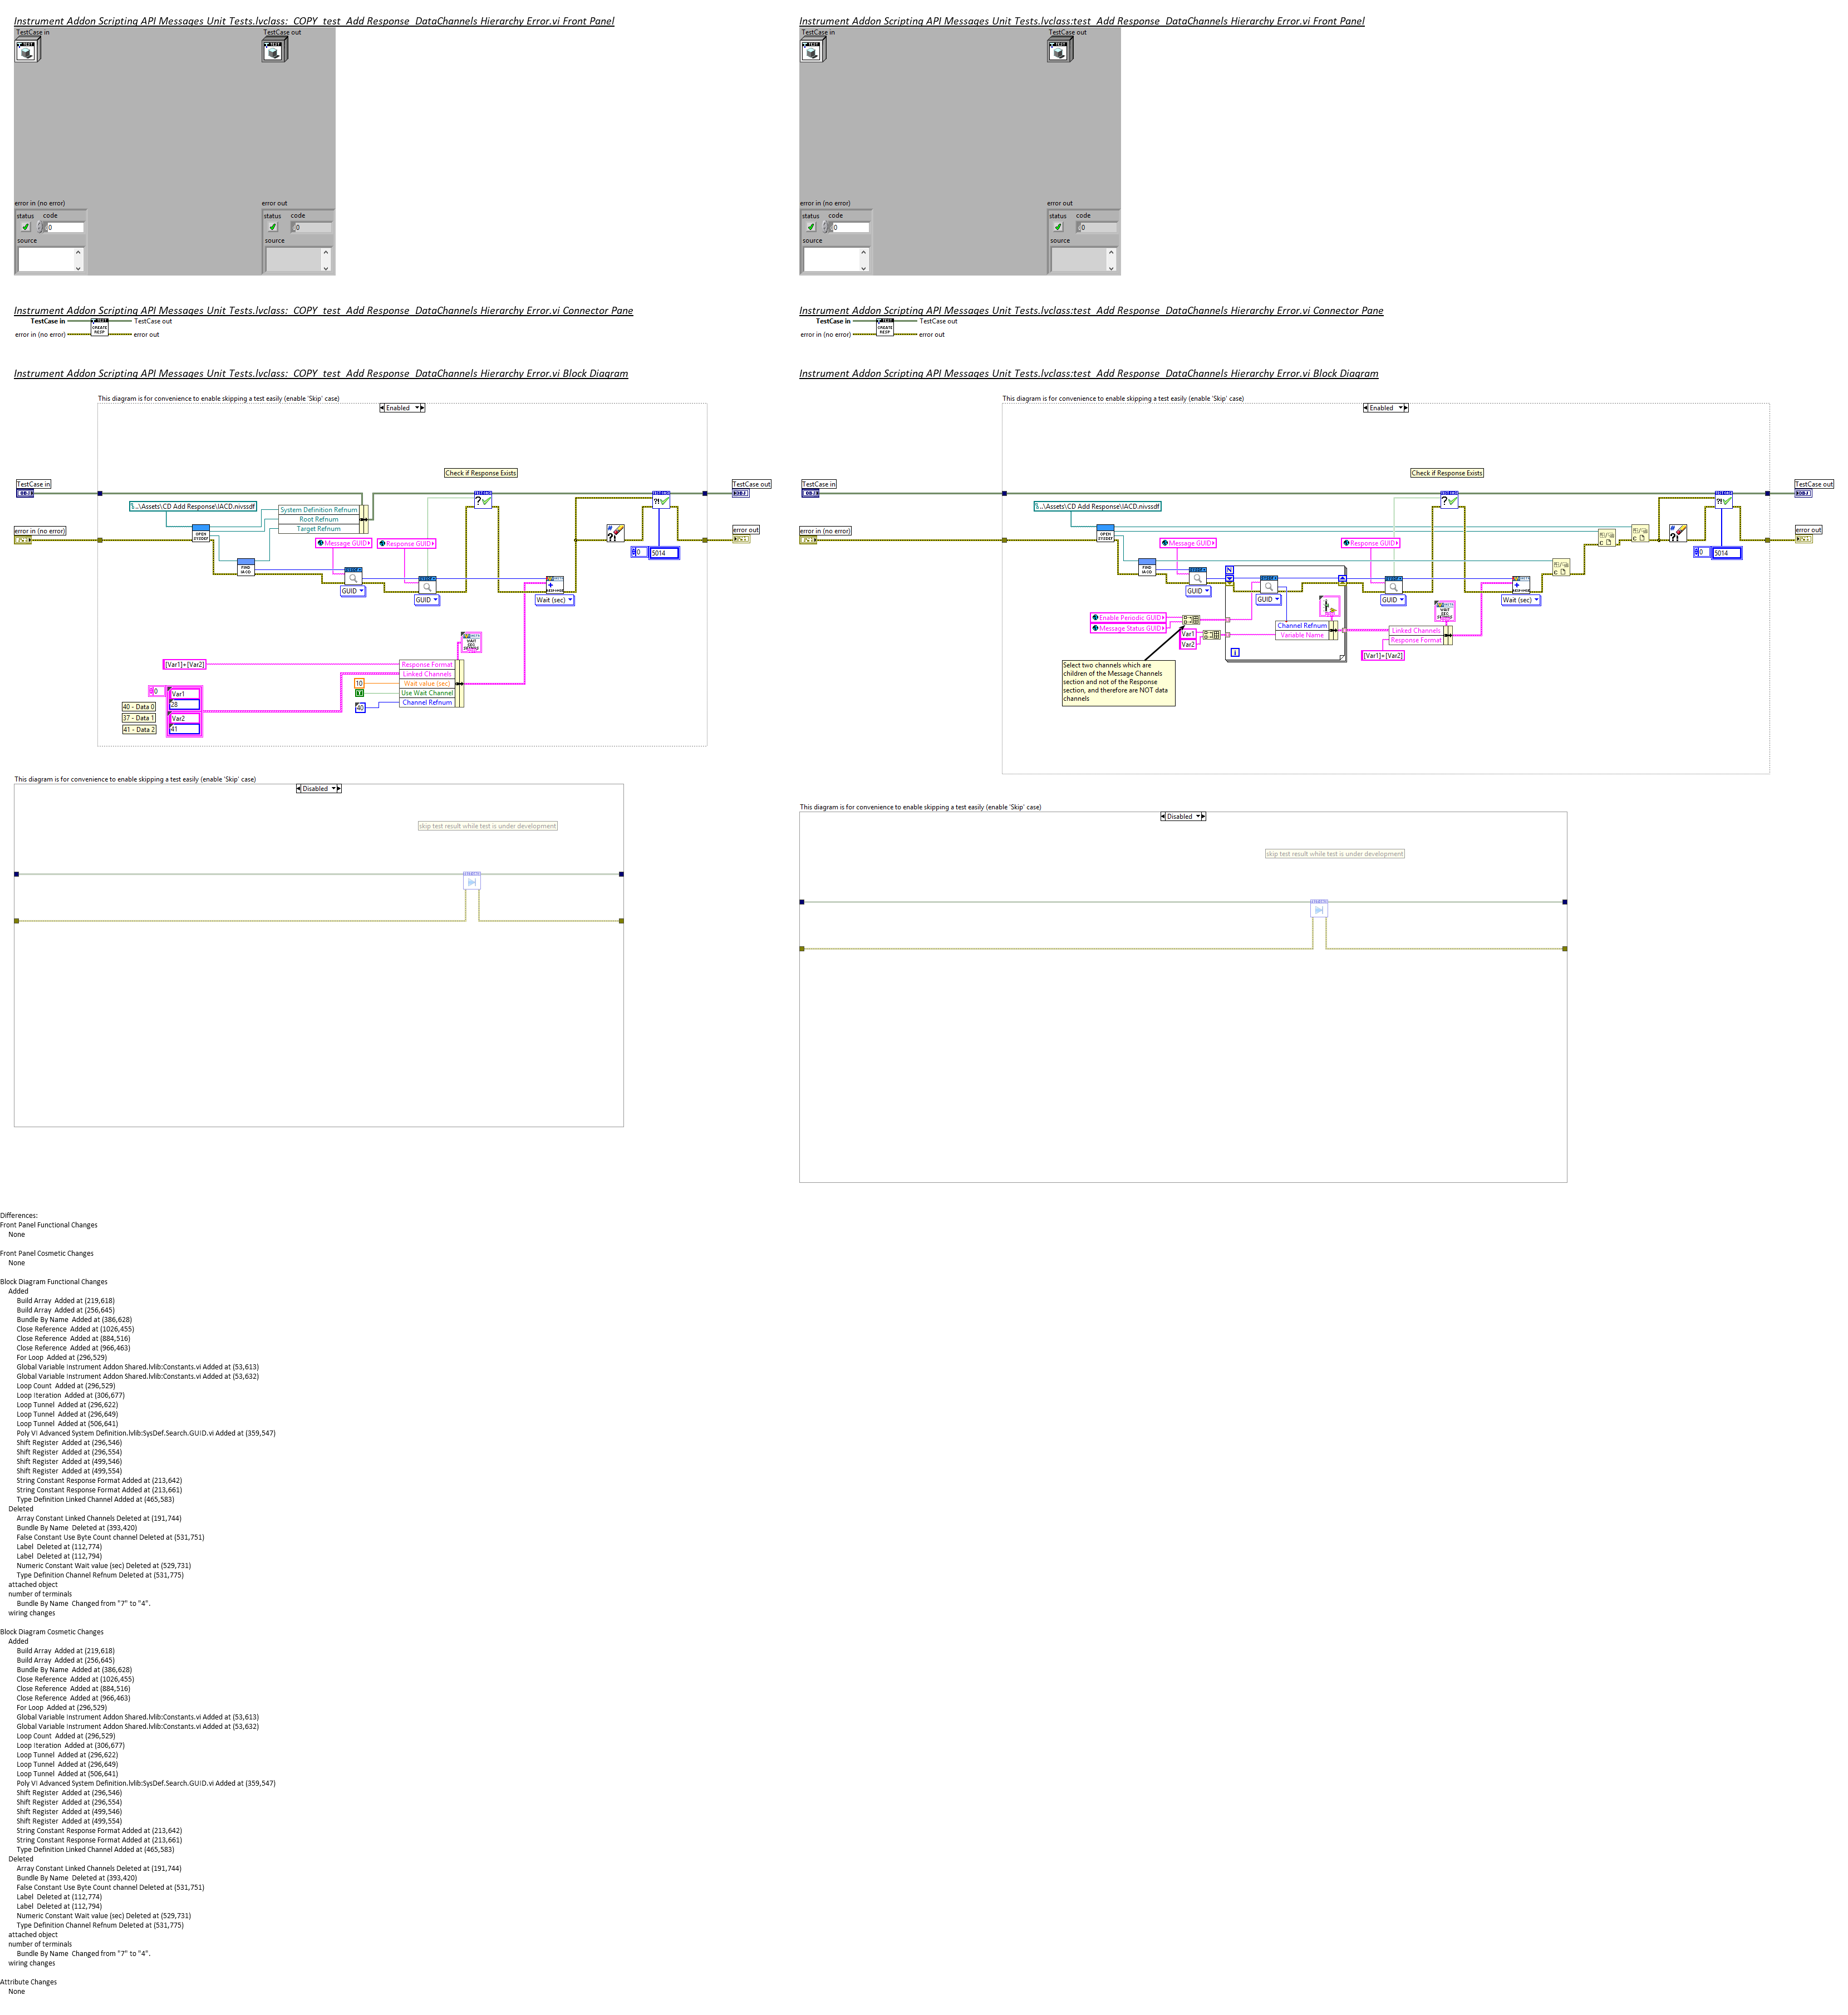 Instrument Addon Scripting API Messages Unit Tests.lvclass:_COPY_test_Add Response_DataChannels Hierarchy Error.vi Front Panel
TestCase in
TestCase out
error in (no error)
status code
0
source
error out
status code
0
source
Instrument Addon Scripting API Messages Unit Tests.lvclass:test_Add Response_DataChannels Hierarchy Error.vi Front Panel
TestCase in
TestCase out
error in (no error)
status code
0
source
error out
status code
0
source
Instrument Addon Scripting API Messages Unit Tests.lvclass:_COPY_test_Add Response_DataChannels Hierarchy Error.vi Connector Pane
TestCase in
TestCase out
error in (no error)
error out
CREATE
RESP
Instrument Addon Scripting API Messages Unit Tests.lvclass:test_Add Response_DataChannels Hierarchy Error.vi Connector Pane
TestCase in
TestCase out
error in (no error)
error out
CREATE
RESP
Instrument Addon Scripting API Messages Unit Tests.lvclass:_COPY_test_Add Response_DataChannels Hierarchy Error.vi Block Diagram
This diagram is for convenience to enable skipping a test easily (enable 'Skip' case)
Enabled
Check if Response Exists
TestCase in
TestCase out
..\Assets\CD Add Response\IACD.nivssdf
System Definition Refnum
Root Refnum
Target Refnum
error in (no error)
error out
OPEN
SYSDEF
Message GUID
Response GUID
FIND
IACD
GUID
GUID
Wait (sec)
0
5014
[Var1]+[Var2]
Response Format
Linked Channels
Wait value (sec)
Use Wait Channel
Channel Refnum
10
40
0
Var1
28
Var2
41
40 - Data 0
37 - Data 1
41 - Data 2
This diagram is for convenience to enable skipping a test easily (enable 'Skip' case)
Disabled
skip test result while test is under development
Instrument Addon Scripting API Messages Unit Tests.lvclass:test_Add Response_DataChannels Hierarchy Error.vi Block Diagram
This diagram is for convenience to enable skipping a test easily (enable 'Skip' case)
Enabled
Check if Response Exists
TestCase in
TestCase out
..\Assets\CD Add Response\IACD.nivssdf
error in (no error)
error out
OPEN
SYSDEF
Message GUID
Response GUID
FIND
IACD
GUID
GUID
GUID
Wait (sec)
0
5014
Enable Periodic GUID
Message Status GUID
Var1
Var2
Channel Refnum
Variable Name
Linked Channels
Response Format
[Var1]+[Var2]
i
Select two channels which are
children of the Message Channels
section and not of the Response
section, and therefore are NOT data
channels
This diagram is for convenience to enable skipping a test easily (enable 'Skip' case)
Disabled
skip test result while test is under development
Differences:
Front Panel Functional Changes
None
Front Panel Cosmetic Changes
None
Block Diagram Functional Changes
Added
Build Array Added at (219,618)
Build Array Added at (256,645)
Bundle By Name Added at (386,628)
Close Reference Added at (1026,455)
Close Reference Added at (884,516)
Close Reference Added at (966,463)
For Loop Added at (296,529)
Global Variable Instrument Addon Shared.lvlib:Constants.vi Added at (53,613)
Global Variable Instrument Addon Shared.lvlib:Constants.vi Added at (53,632)
Loop Count Added at (296,529)
Loop Iteration Added at (306,677)
Loop Tunnel Added at (296,622)
Loop Tunnel Added at (296,649)
Loop Tunnel Added at (506,641)
Poly VI Advanced System Definition.lvlib:SysDef.Search.GUID.vi Added at (359,547)
Shift Register Added at (296,546)
Shift Register Added at (296,554)
Shift Register Added at (499,546)
Shift Register Added at (499,554)
String Constant Response Format Added at (213,642)
String Constant Response Format Added at (213,661)
Type Definition Linked Channel Added at (465,583)
Deleted
Array Constant Linked Channels Deleted at (191,744)
Bundle By Name Deleted at (393,420)
False Constant Use Byte Count channel Deleted at (531,751)
Label Deleted at (112,774)
Label Deleted at (112,794)
Numeric Constant Wait value (sec) Deleted at (529,731)
Type Definition Channel Refnum Deleted at (531,775)
attached object
number of terminals
Bundle By Name Changed from "7" to "4".
wiring changes
Block Diagram Cosmetic Changes
Added
Build Array Added at (219,618)
Build Array Added at (256,645)
Bundle By Name Added at (386,628)
Close Reference Added at (1026,455)
Close Reference Added at (884,516)
Close Reference Added at (966,463)
For Loop Added at (296,529)
Global Variable Instrument Addon Shared.lvlib:Constants.vi Added at (53,613)
Global Variable Instrument Addon Shared.lvlib:Constants.vi Added at (53,632)
Loop Count Added at (296,529)
Loop Iteration Added at (306,677)
Loop Tunnel Added at (296,622)
Loop Tunnel Added at (296,649)
Loop Tunnel Added at (506,641)
Poly VI Advanced System Definition.lvlib:SysDef.Search.GUID.vi Added at (359,547)
Shift Register Added at (296,546)
Shift Register Added at (296,554)
Shift Register Added at (499,546)
Shift Register Added at (499,554)
String Constant Response Format Added at (213,642)
String Constant Response Format Added at (213,661)
Type Definition Linked Channel Added at (465,583)
Deleted
Array Constant Linked Channels Deleted at (191,744)
Bundle By Name Deleted at (393,420)
False Constant Use Byte Count channel Deleted at (531,751)
Label Deleted at (112,774)
Label Deleted at (112,794)
Numeric Constant Wait value (sec) Deleted at (529,731)
Type Definition Channel Refnum Deleted at (531,775)
attached object
number of terminals
Bundle By Name Changed from "7" to "4".
wiring changes
Attribute Changes
None